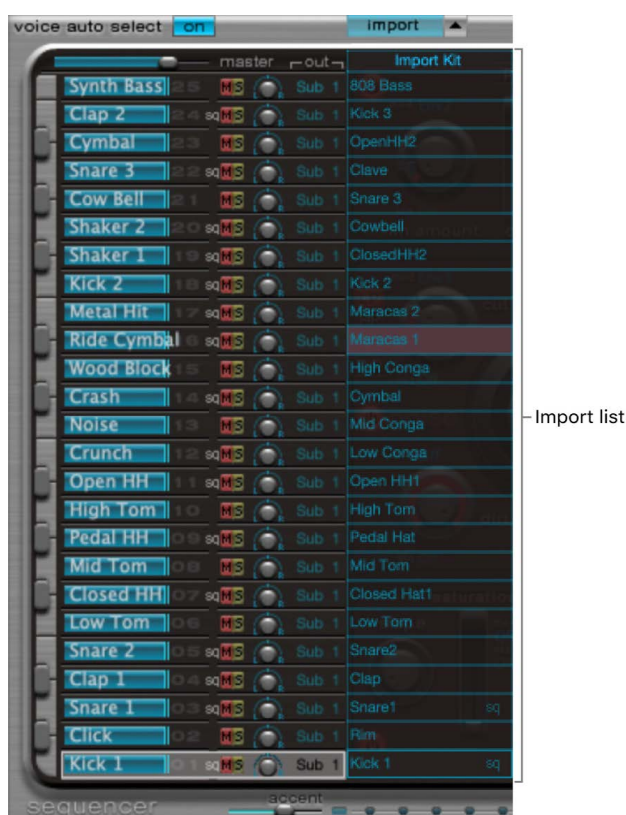 voice auto select on import
master out Import Kit
Synth Bass 25 M S Sub 1 808 Bass
Clap 2 24 sq M S Sub 1 Kick 3
Cymbal 23 M S Sub 1 OpenHH2
Snare 3 22 sq M S Sub 1 Clave
Cow Bell 21 M S Sub 1 Snare 3
Shaker 2 20 sq M S Sub 1 Cowbell
Shaker 1 19 sq M S Sub 1 ClosedHH2
Kick 2 18 sq M S Sub 1 Kick 2
Metal Hit 17 sq M S Sub 1 Maracas 2
Ride Cymbal 6 sq M S Sub 1 Maracas 1
Wood Block 15 M S Sub 1 High Conga
Crash 14 sq M S Sub 1 Cymbal
Noise 13 M S Sub 1 Mid Conga
Crunch 12 sq M S Sub 1 Low Conga
Open HH 11 sq M S Sub 1 Open HH1
High Tom 10 M S Sub 1 High Tom
Pedal HH 09 sq M S Sub 1 Pedal Hat
Mid Tom 08 M S Sub 1 Mid Tom
Closed HH 07 sq M S Sub 1 Closed Hat1
Low Tom 06 M S Sub 1 Low Tom
Snare 2 05 sq M S Sub 1 Snare2
Clap 1 04 sq M S Sub 1 Clap
Snare 1 03 sq M S Sub 1 Snare1 sq
Click 02 M S Sub 1 Rim
Kick 1 01 sq M S Sub 1 Kick 1 sq
Import list
sequencer accent